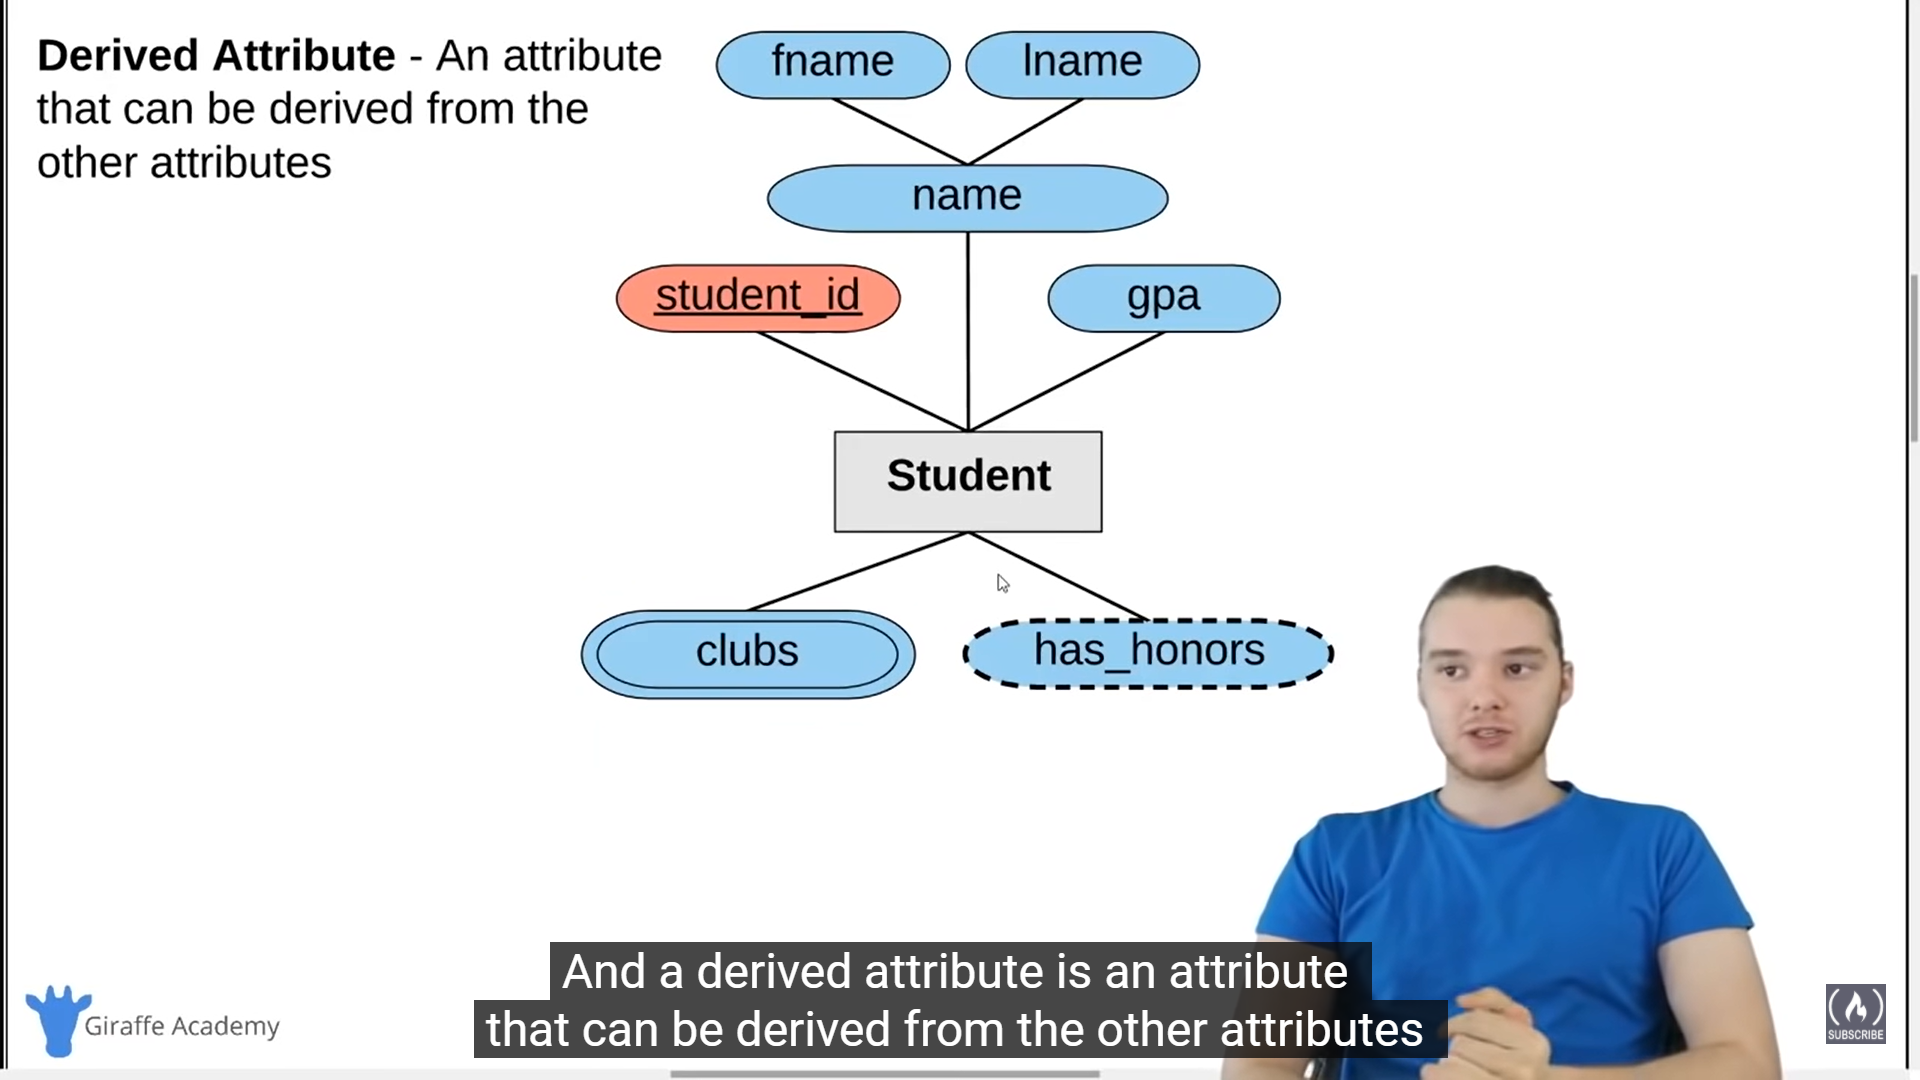 Derived Attribute - An attribute
that can be derived from the
other attributes
fname
lname
name
student_id
gpa
Student
clubs
has_honors
And a derived attribute is an attribute
that can be derived from the other attributes
Giraffe Academy
SUBSCRIBE